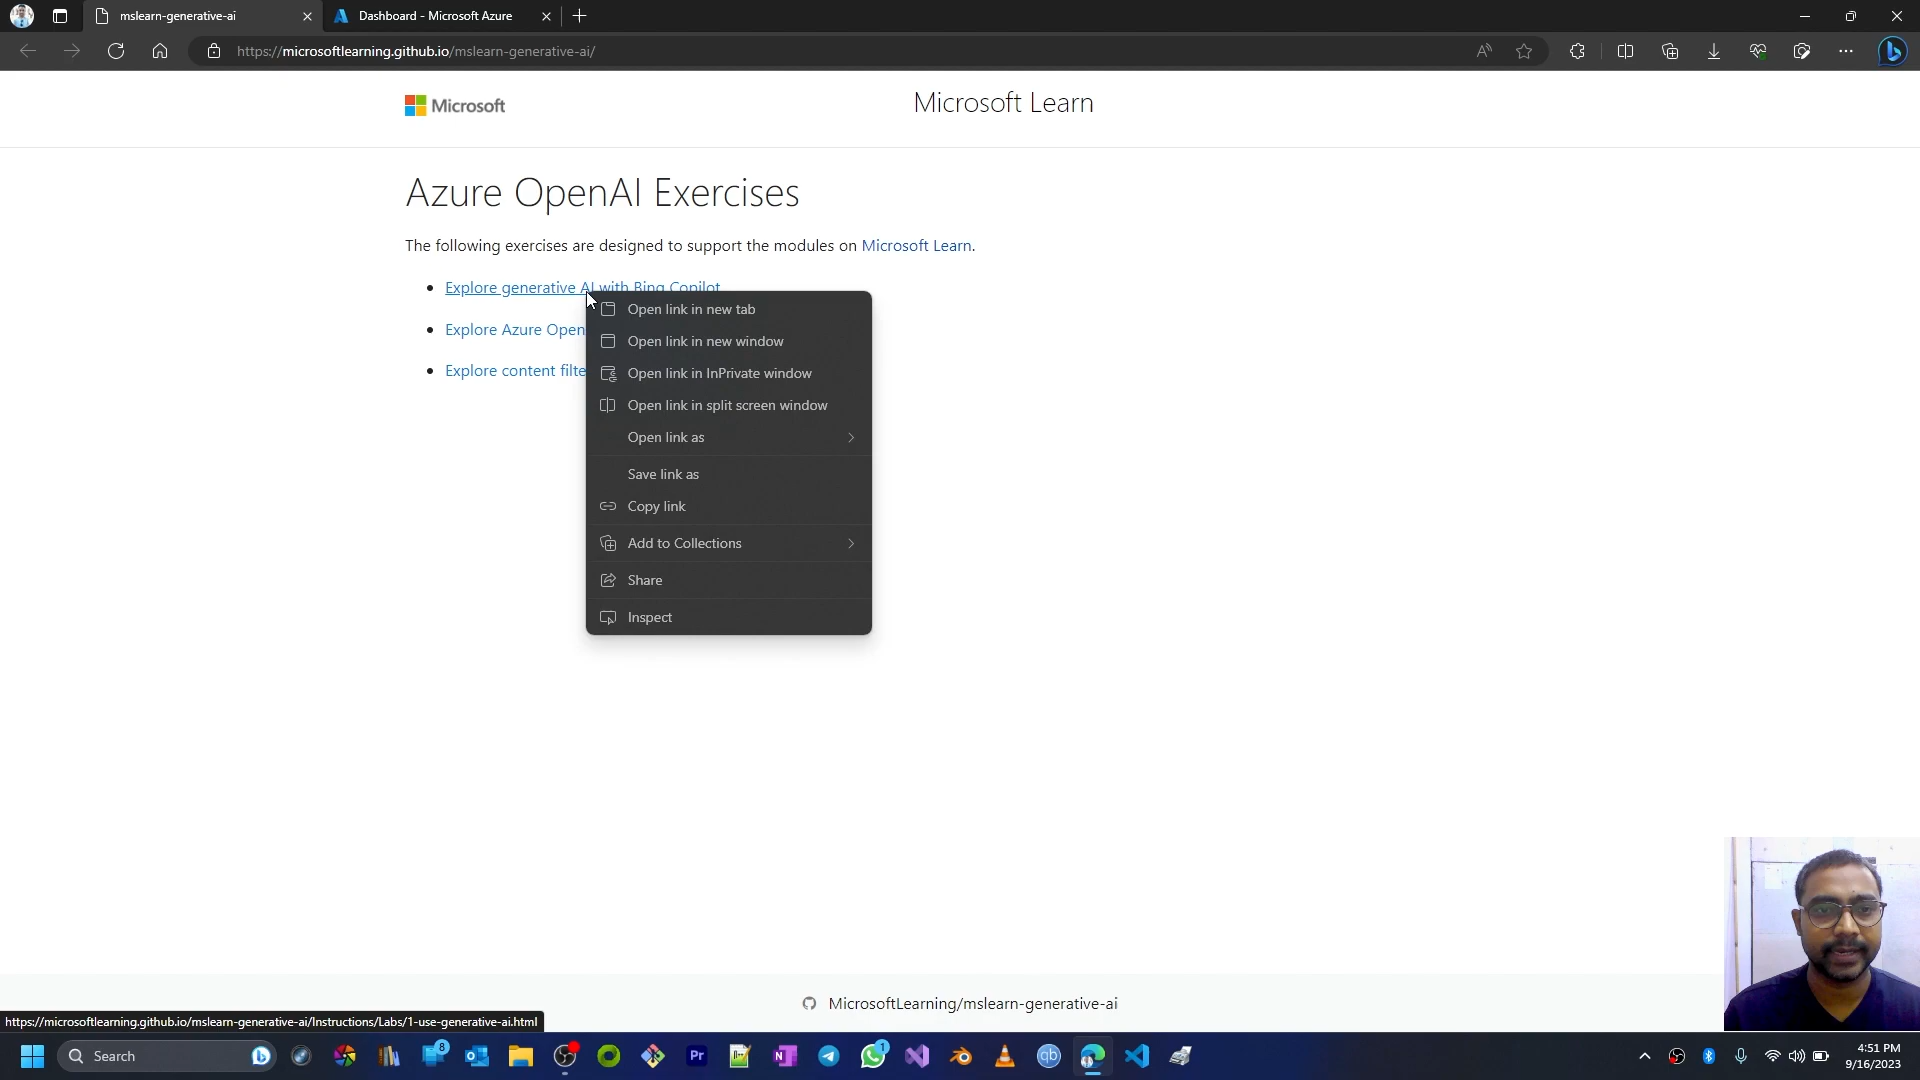 mslearn-generative-ai
Dashboard - Microsoft Azure
https://microsoftlearning.github.io/mslearn-generative-ai/
Microsoft
Microsoft Learn
Azure OpenAI Exercises
The following exercises are designed to support the modules on Microsoft Learn.
Explore generative AI with Bing Copilot
Explore Azure Open
Explore content filte
Open link in new tab
Open link in new window
Open link in InPrivate window
Open link in split screen window
Open link as
Save link as
Copy link
Add to Collections
Share
Inspect
MicrosoftLearning/mslearn-generative-ai
https://microsoftlearning.github.io/mslearn-generative-ai/Instructions/Labs/1-use-generative-ai.html
Search
8
Pr
N
1
qb
4:51 PM
9/16/2023